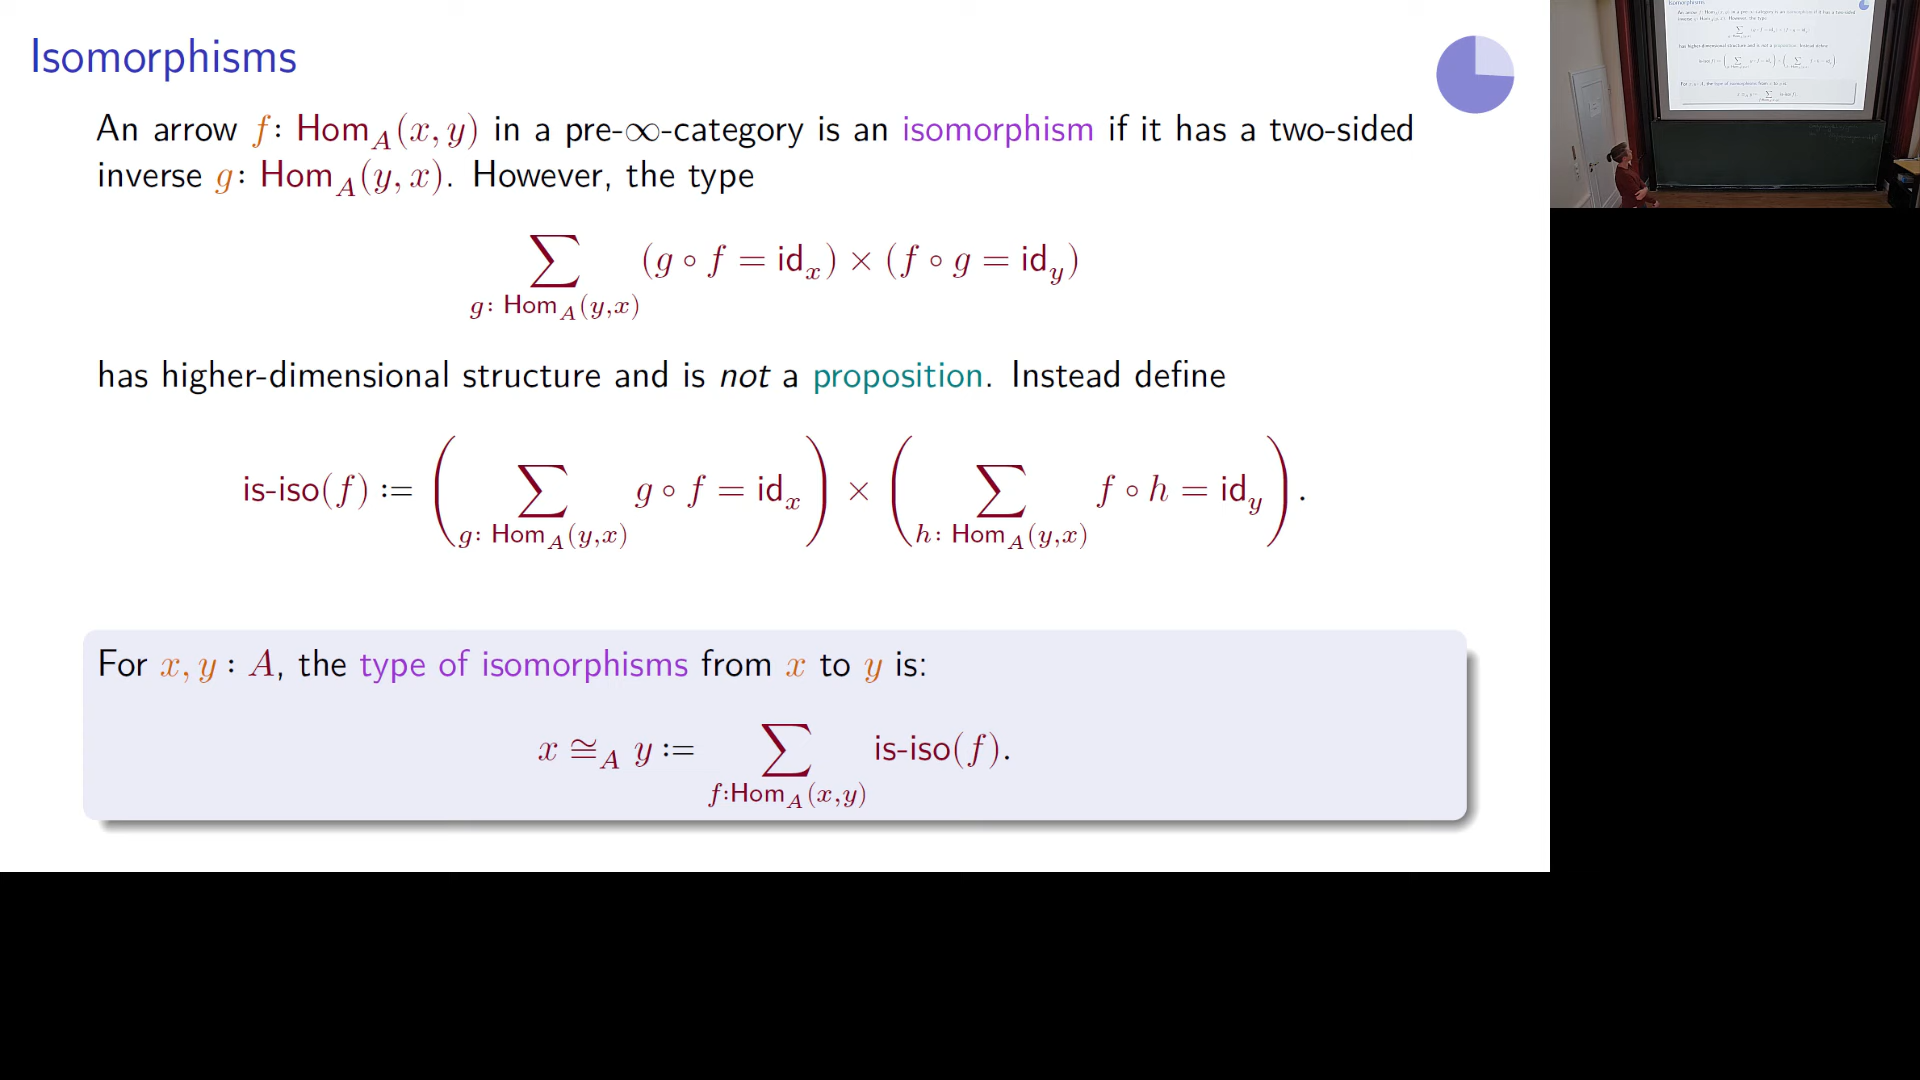 Isomorphisms
An arrow f : Hom_A(x, y) in a pre-∞-category is an isomorphism if it has a two-sided
inverse g : Hom_A(y, x). However, the type
∑_{g : Hom_A(y,x)} (g ∘ f = id_x) × (f ∘ g = id_y)
has higher-dimensional structure and is not a proposition. Instead define
is-iso(f) := ( ∑_{g : Hom_A(y,x)} g ∘ f = id_x ) × ( ∑_{h : Hom_A(y,x)} f ∘ h = id_y ).
For x, y : A, the type of isomorphisms from x to y is:
x ≅_A y := ∑_{f:Hom_A(x,y)} is-iso(f).